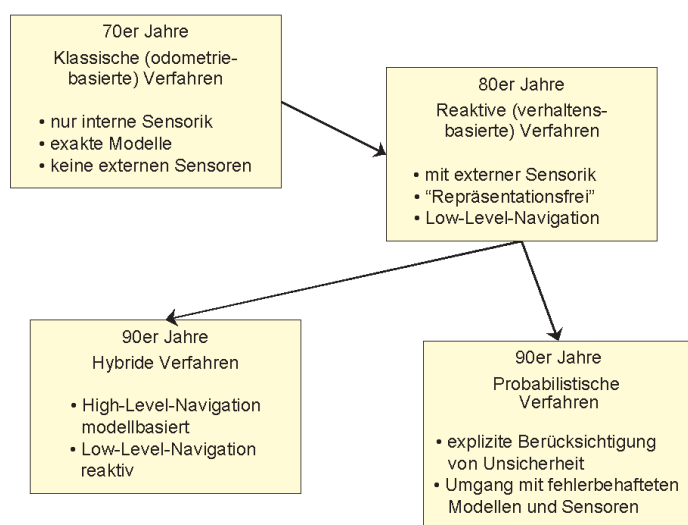 70er Jahre
Klassische (odometrie-
basierte) Verfahren
• nur interne Sensorik
• exakte Modelle
• keine externen Sensoren
80er Jahre
Reaktive (verhaltens-
basierte) Verfahren
• mit externer Sensorik
• “Repräsentationsfrei”
• Low-Level-Navigation
90er Jahre
Hybride Verfahren
• High-Level-Navigation
modellbasiert
• Low-Level-Navigation
reaktiv
90er Jahre
Probabilistische
Verfahren
• explizite Berücksichtigung
von Unsicherheit
• Umgang mit fehlerbehafteten
Modellen und Sensoren